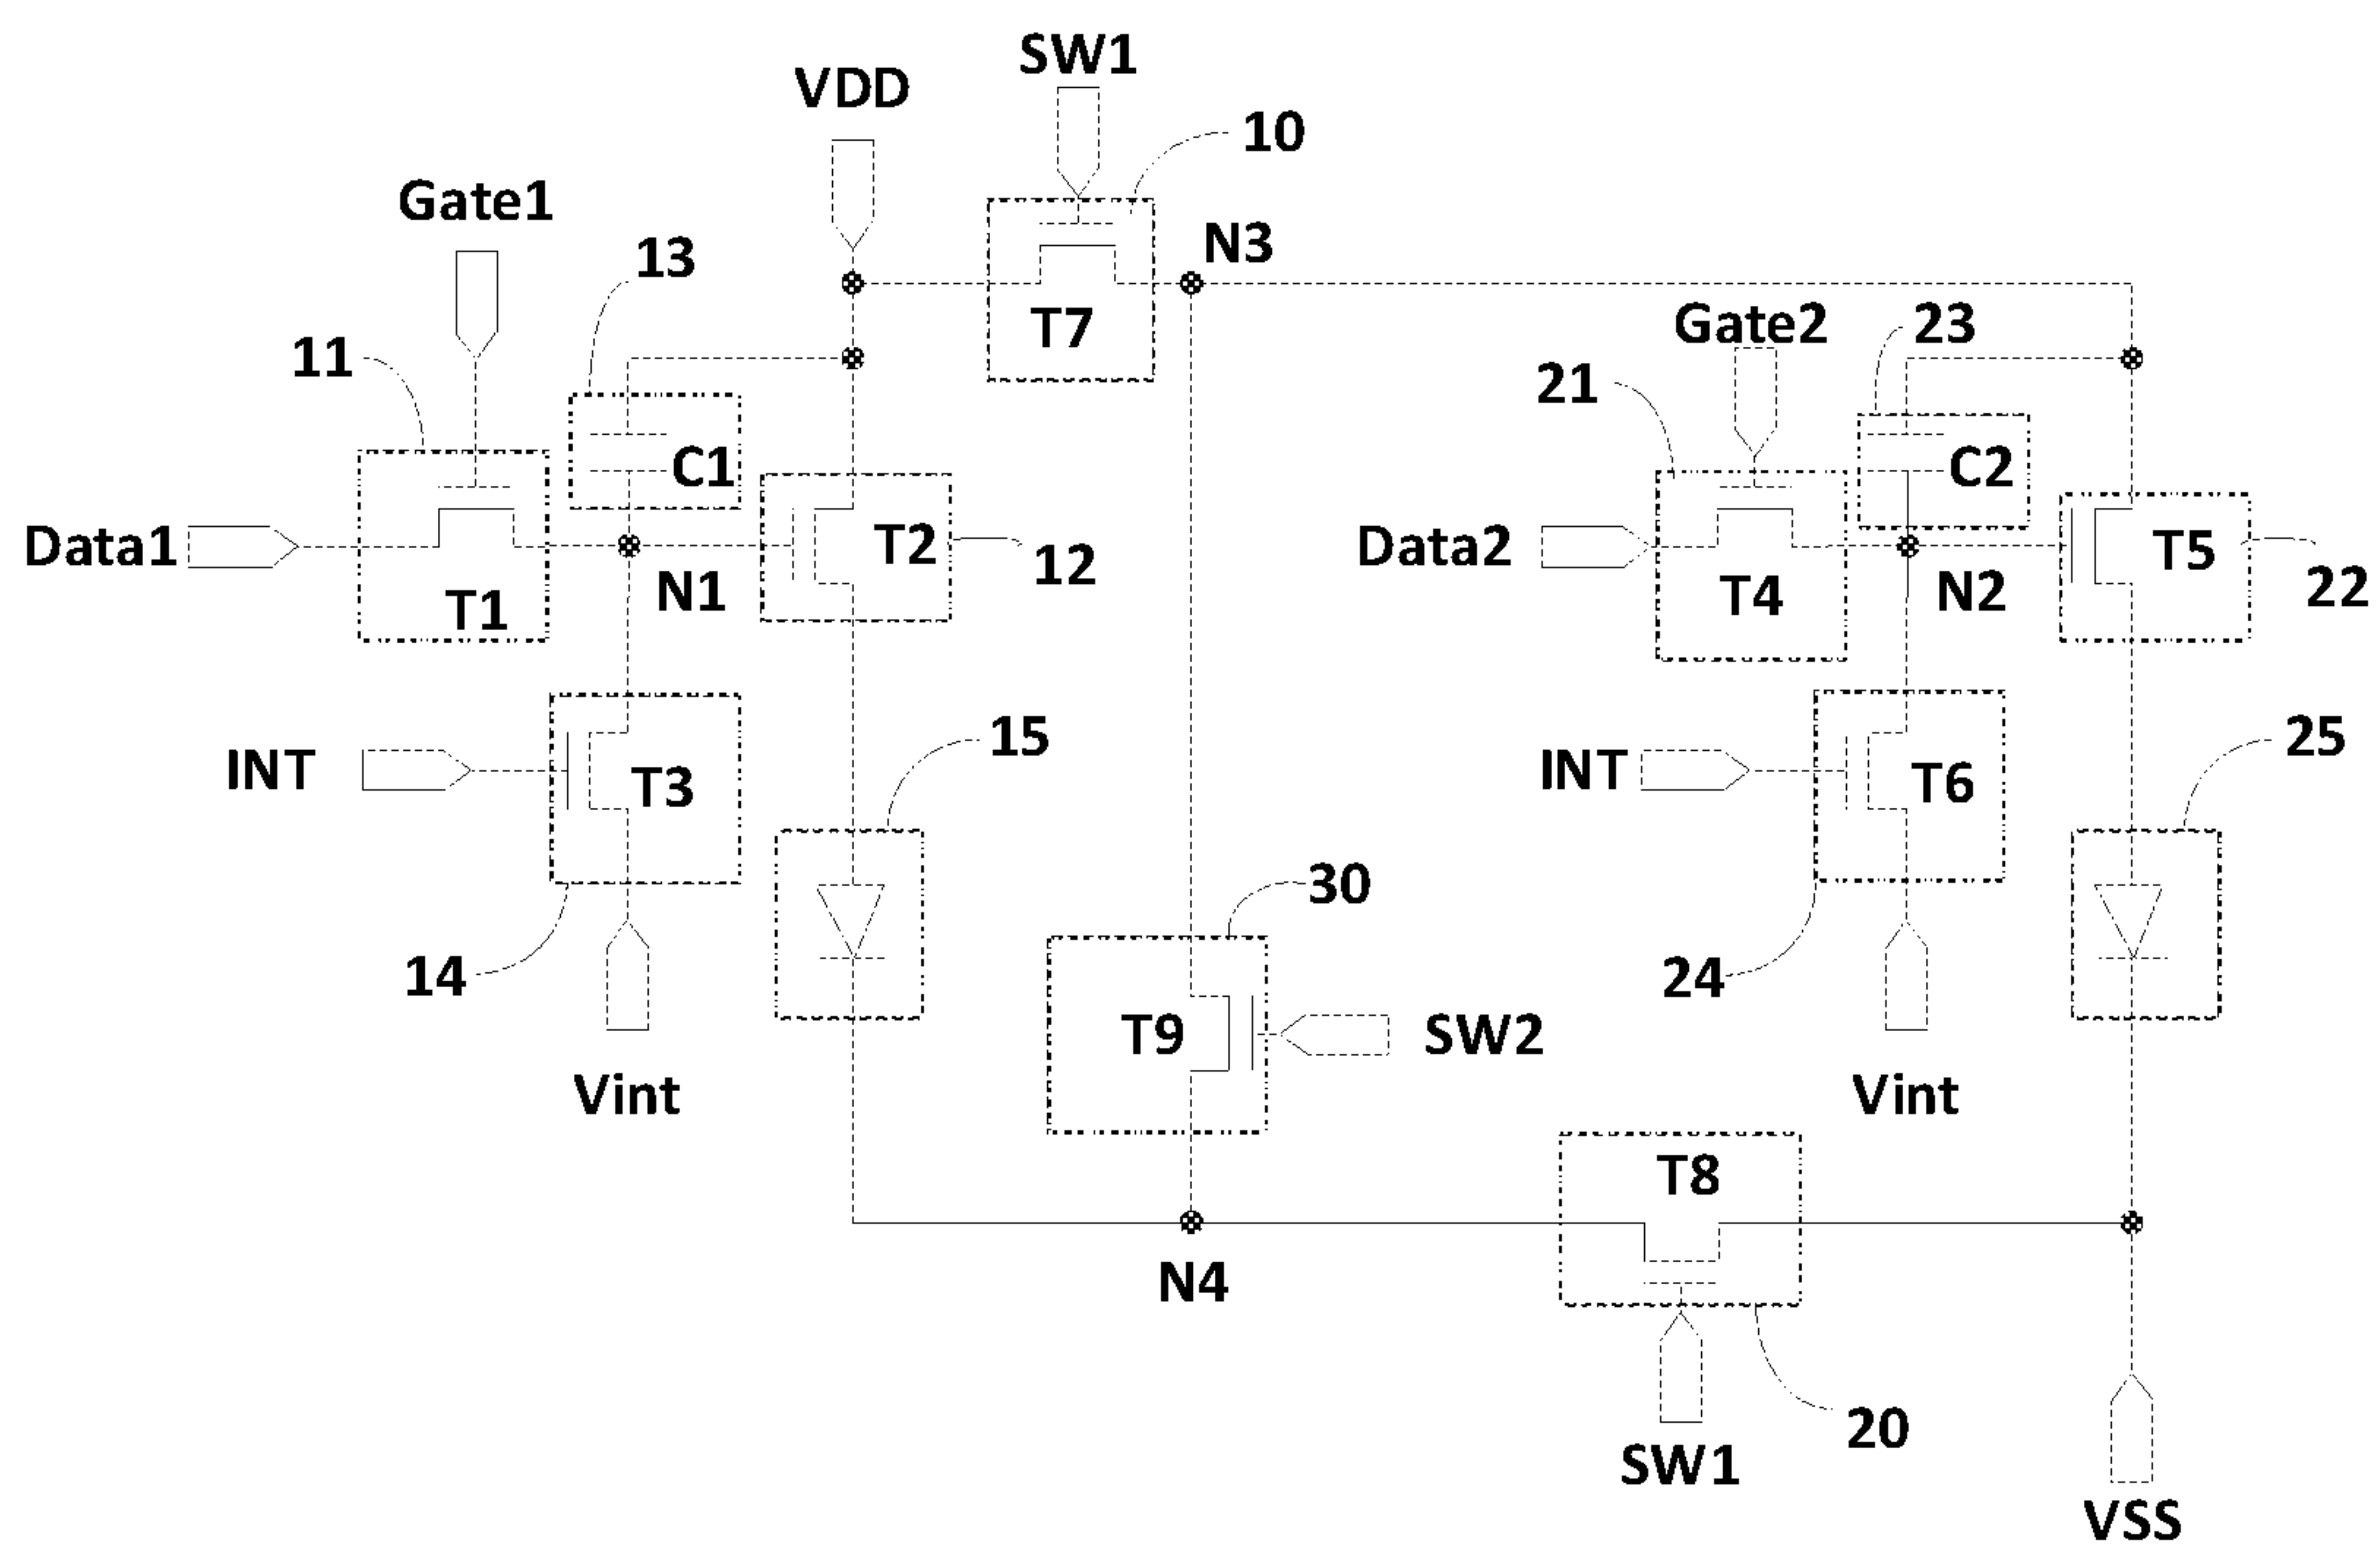 SW1
VDD
10
Gate1
N3
13
T7
Gate2
23
11
21
C1
C2
Data1
T2
12
Data2
T5
22
T1
N1
T4
N2
INT
T3
15
INT
T6
25
30
14
24
T9
SW2
Vint
Vint
T8
N4
20
SW1
VSS